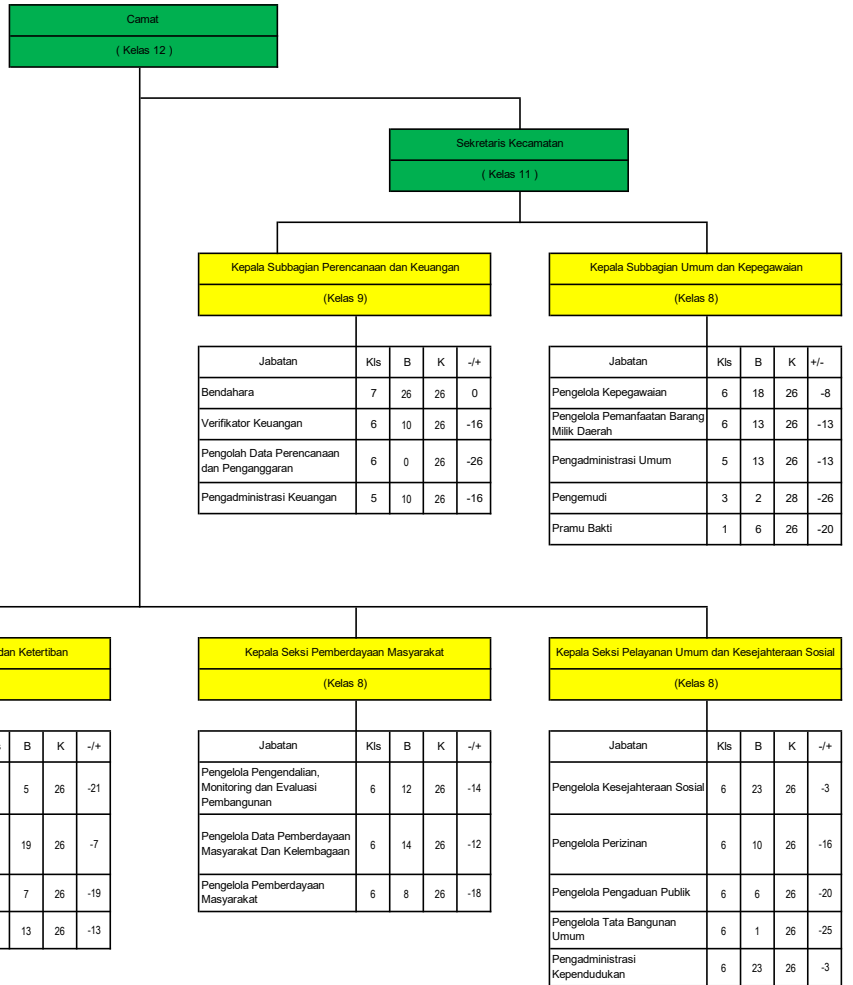 Camat
( Kelas 12 )
Sekretaris Kecamatan
( Kelas 11 )
Kepala Subbagian Perencanaan dan Keuangan
(Kelas 9)
Jabatan Kls B K -/+
Bendahara 7 26 26 0
Verifikator Keuangan 6 10 26 -16
Pengolah Data Perencanaan
dan Penganggaran 6 0 26 -26
Pengadministrasi Keuangan 5 10 26 -16
Kepala Subbagian Umum dan Kepegawaian
(Kelas 8)
Jabatan Kls B K +/-
Pengelola Kepegawaian 6 18 26 -8
Pengelola Pemanfaatan Barang
Milik Daerah 6 13 26 -13
Pengadministrasi Umum 5 13 26 -13
Pengemudi 3 2 28 -26
Pramu Bakti 1 6 26 -20
dan Ketertiban
B K -/+
5 26 -21
19 26 -7
7 26 -19
13 26 -13
Kepala Seksi Pemberdayaan Masyarakat
(Kelas 8)
Jabatan Kls B K -/+
Pengelola Pengendalian,
Monitoring dan Evaluasi
Pembangunan 6 12 26 -14
Pengelola Data Pemberdayaan
Masyarakat Dan Kelembagaan 6 14 26 -12
Pengelola Pemberdayaan
Masyarakat 6 8 26 -18
Kepala Seksi Pelayanan Umum dan Kesejahteraan Sosial
(Kelas 8)
Jabatan Kls B K -/+
Pengelola Kesejahteraan Sosial 6 23 26 -3
Pengelola Perizinan 6 10 26 -16
Pengelola Pengaduan Publik 6 6 26 -20
Pengelola Tata Bangunan
Umum 6 1 26 -25
Pengadministrasi
Kependudukan 6 23 26 -3